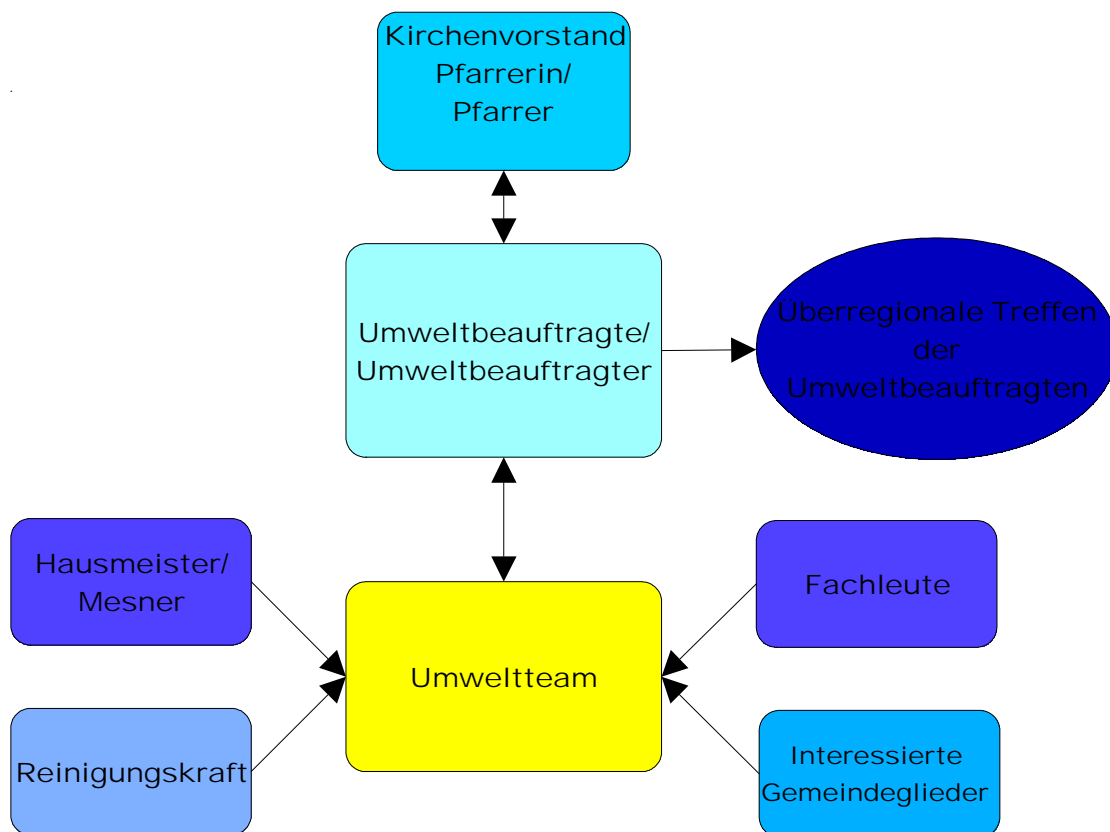 Kirchenvorstand
Pfarrerin/
Pfarrer
Umweltbeauftragte/
Umweltbeauftragter
Überregionale Treffen
der
Umweltbeauftragten
Hausmeister/
Mesner
Fachleute
Umweltteam
Reinigungskraft
Interessierte
Gemeindeglieder